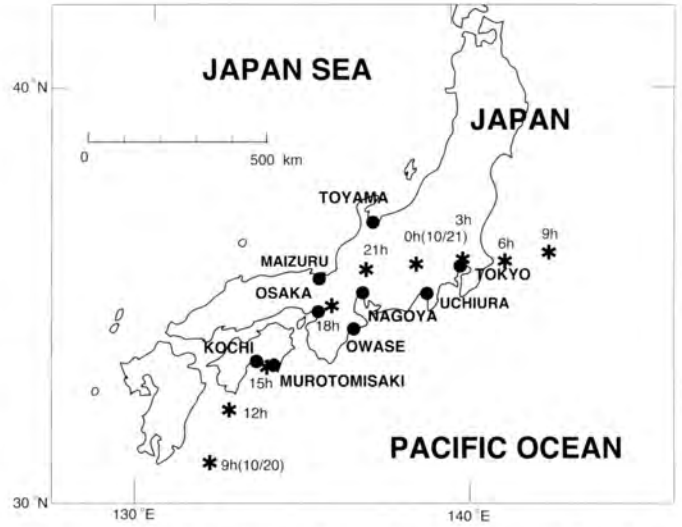 JAPAN SEA
40 °N
JAPAN
0 500 km
TOYAMA
3h
0h(10/21)
9h
21h
6h
MAIZURU
TOKYO
OSAKA
UCHIURA
NAGOYA
18h
OWASE
KOCHI
15h
MUROTOMISAKI
12h
PACIFIC OCEAN
9h(10/20)
30 °N
130 °E
140 °E